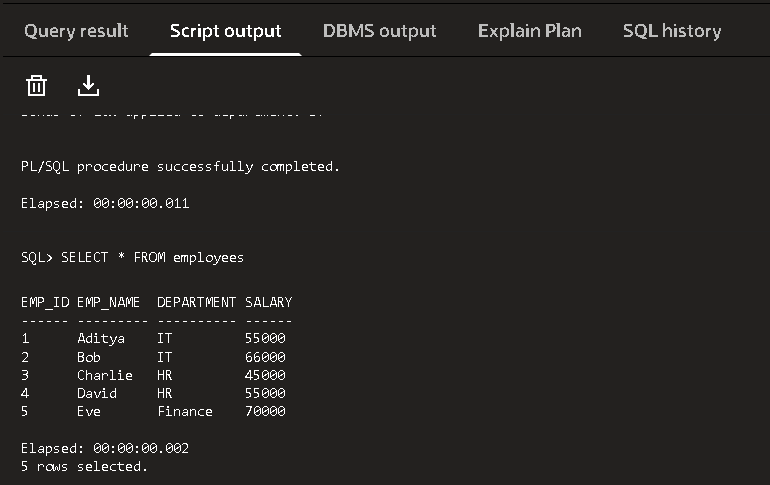 Query result Script output DBMS output Explain Plan SQL history
PL/SQL procedure successfully completed.
Elapsed: 00:00:00.011
SQL> SELECT * FROM employees
EMP_ID EMP_NAME DEPARTMENT SALARY
------ --------- ---------- ------
1 Aditya IT 55000
2 Bob IT 66000
3 Charlie HR 45000
4 David HR 55000
5 Eve Finance 70000
Elapsed: 00:00:00.002
5 rows selected.